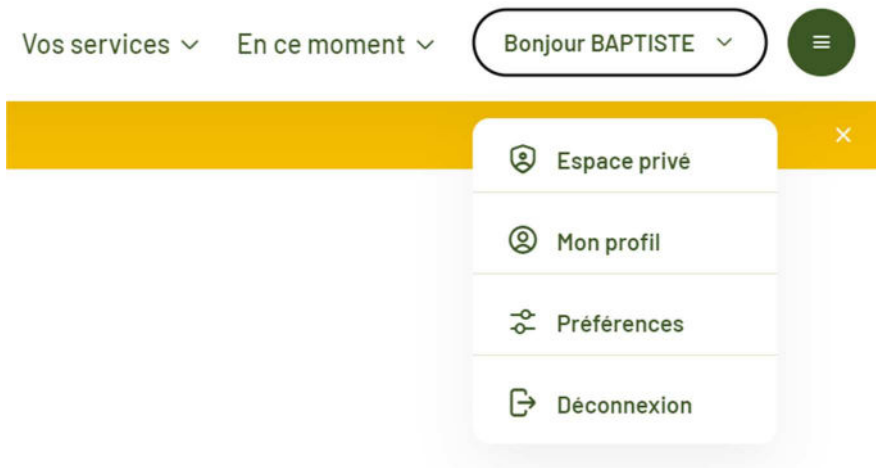 Vos services
En ce moment
Bonjour BAPTISTE
Espace privé
Mon profil
Préférences
Déconnexion